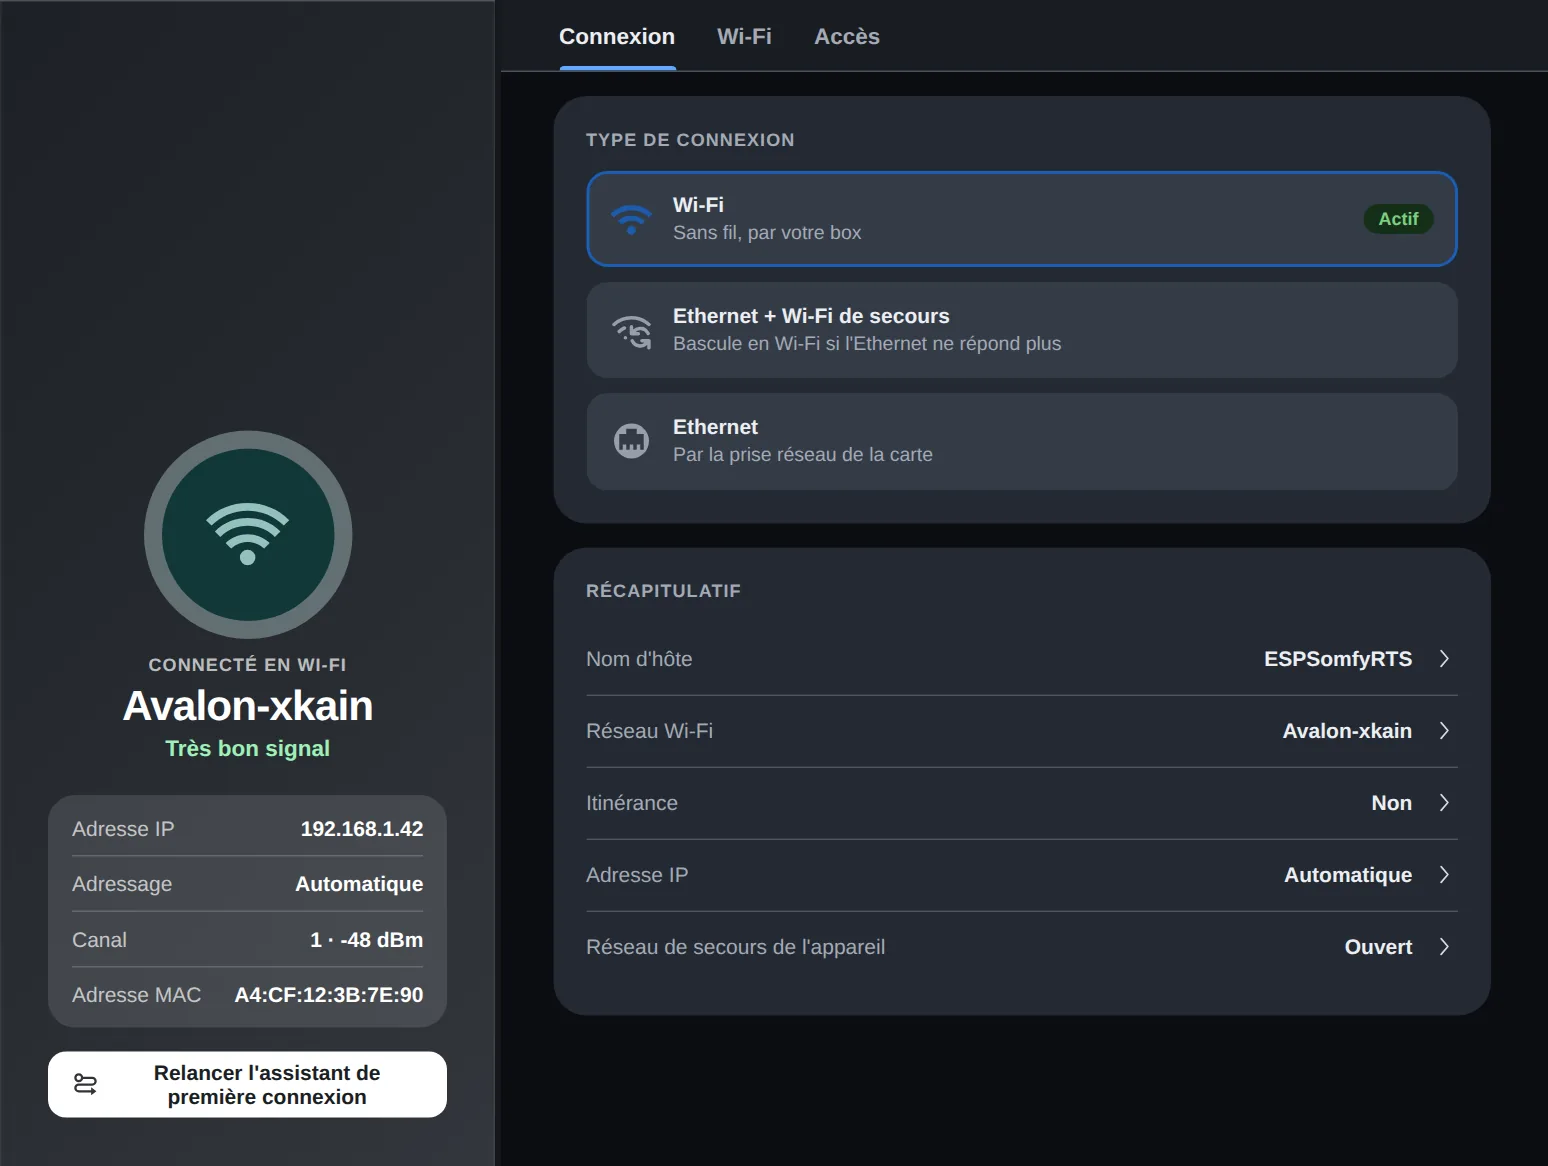 Connexion
Wi-Fi
Accès
TYPE DE CONNEXION
Wi-Fi
Sans fil, par votre box
Actif
Ethernet + Wi-Fi de secours
Bascule en Wi-Fi si l'Ethernet ne répond plus
Ethernet
Par la prise réseau de la carte
RÉCAPITULATIF
Nom d'hôte ESPSomfyRTS
Réseau Wi-Fi Avalon-xkain
Itinérance Non
Adresse IP Automatique
Réseau de secours de l'appareil Ouvert
CONNECTÉ EN WI-FI
Avalon-xkain
Très bon signal
Adresse IP 192.168.1.42
Adressage Automatique
Canal 1 · -48 dBm
Adresse MAC A4:CF:12:3B:7E:90
Relancer l'assistant de
première connexion